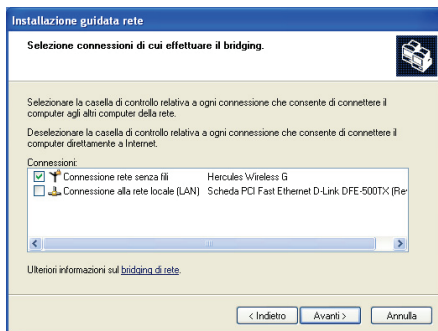 Installazione guidata rete
Selezione connessioni di cui effettuare il bridging.
Selezionare la casella di controllo relativa a ogni connessione che consente di connettere il
computer agli altri computer della rete.
Deselezionare la casella di controllo relativa a ogni connessione che consente di connettere il
computer direttamente a Internet.
Connessioni:
Connessione rete senza fili Hercules Wireless G
Connessione alla rete locale (LAN) Scheda PCI Fast Ethernet D-Link DFE-500TX (Re
Ulteriori informazioni sul bridging di rete.
< Indietro Avanti > Annulla